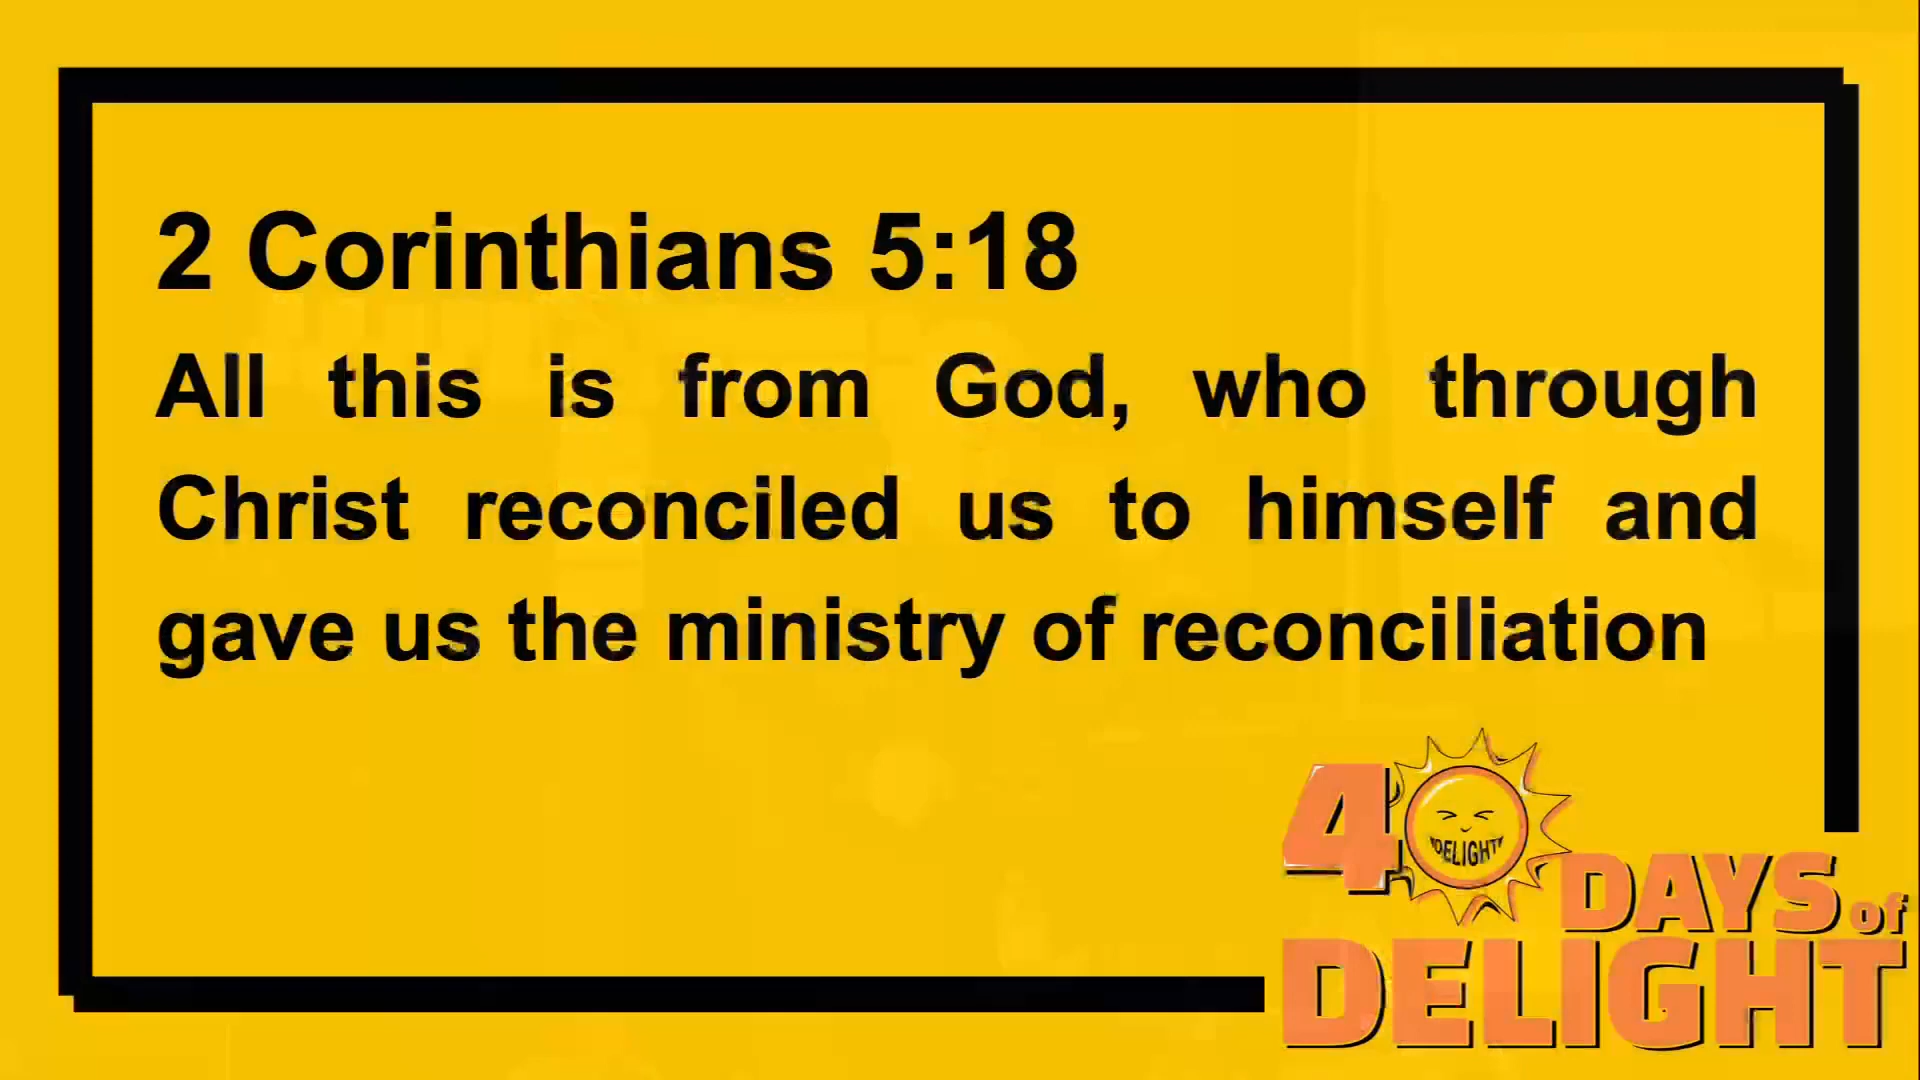 2 Corinthians 5:18
All this is from God, who through
Christ reconciled us to himself and
gave us the ministry of reconciliation
40 DAYS of
DELIGHT
DELIGHT